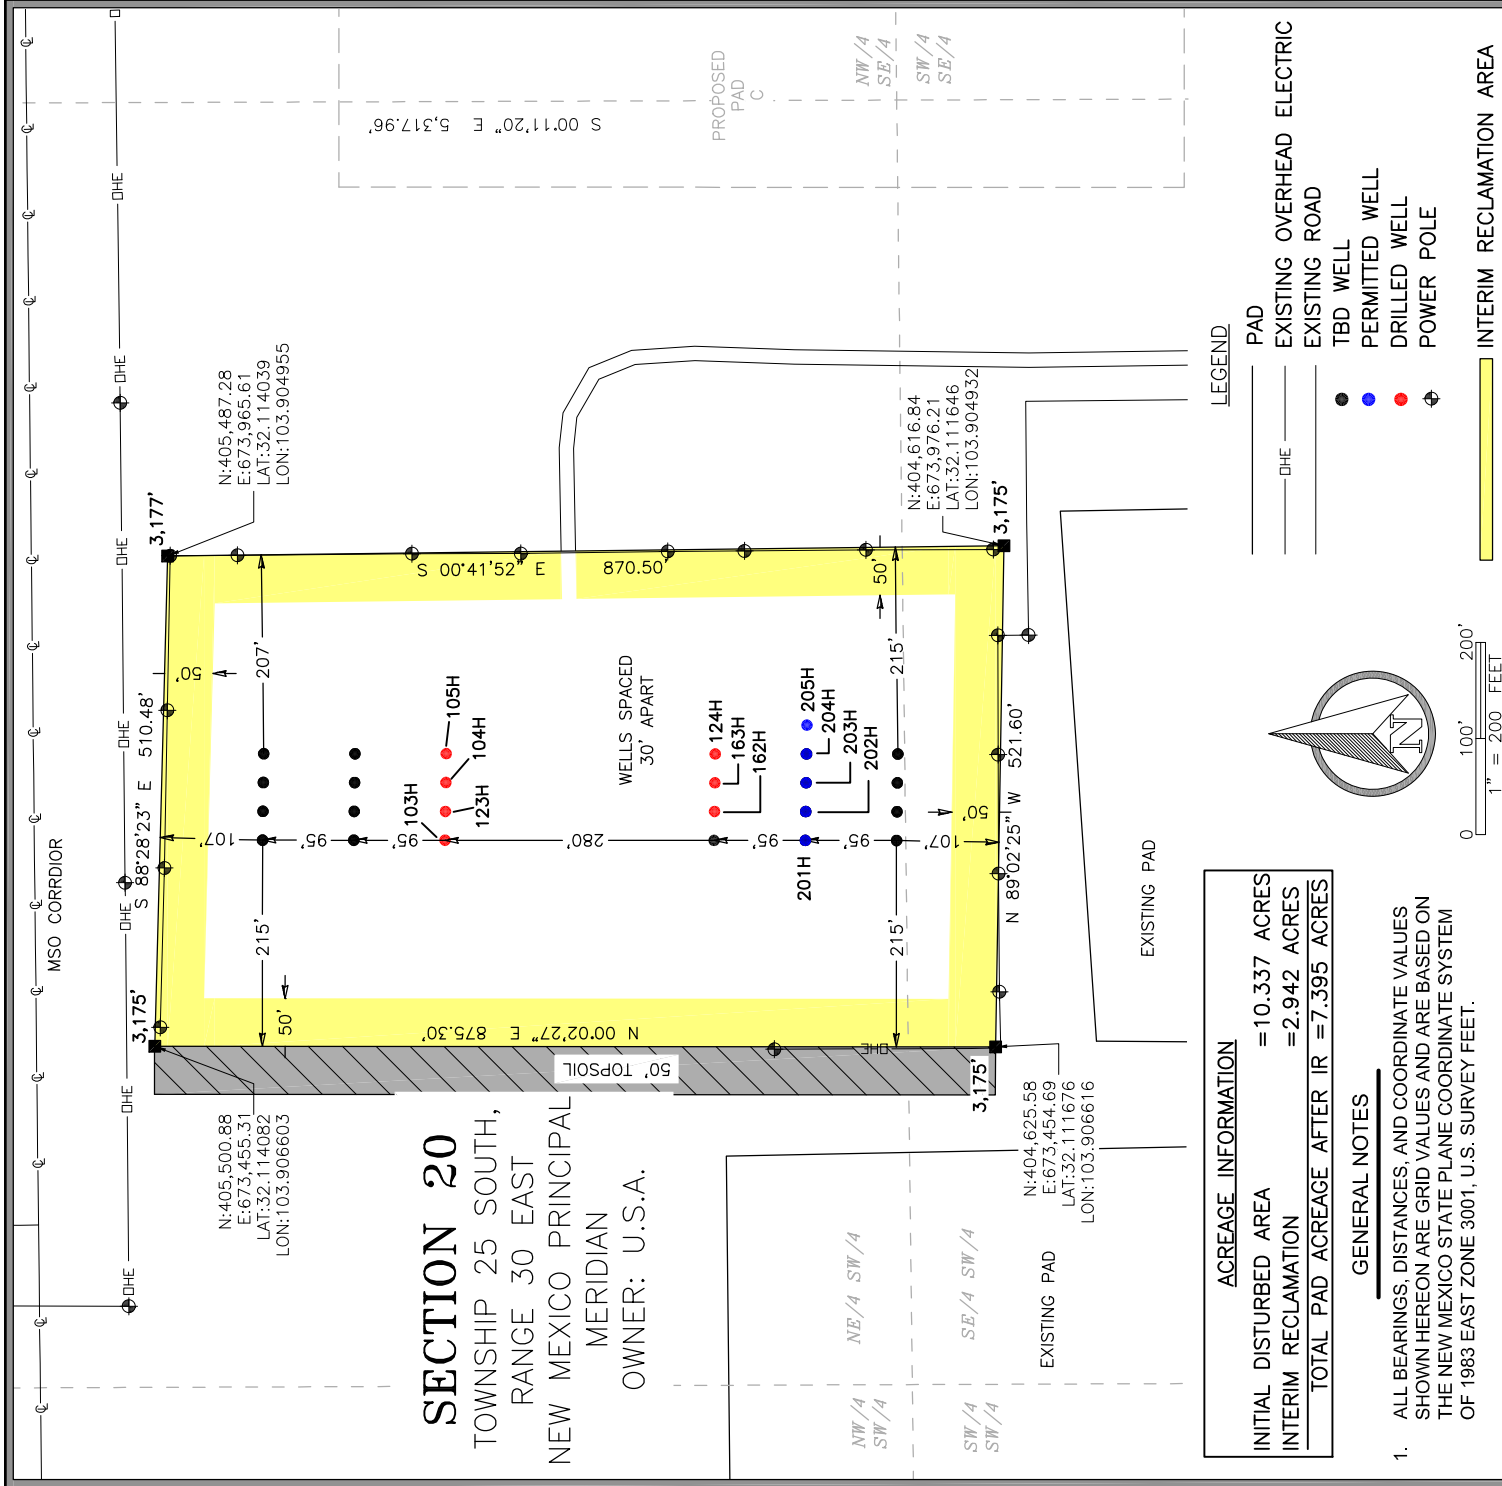 MSO CORRDIOR
OHE
OHE
OHE
OHE
OHE
OHE
OHE
S 00°11'20" E 5,317.96'
PROPOSED
PAD
C
NW/4
SE/4
SW/4
SE/4
N:405,487.28
E:673,965.61
LAT:32.114039
LON:103.904955
3,177'
N:404,616.84
E:673,976.21
LAT:32.111646
LON:103.904932
3,175'
S 88°28'23" E 510.48'
S 00°41'52" E 870.50'
N 89°02'25" W 521.60'
N 00°02'27" E 875.30'
50'
50'
50'
50'
207'
215'
215'
215'
107'
95'
95'
280'
95'
95'
107'
103H
123H
104H
105H
WELLS SPACED
30' APART
124H
163H
162H
205H
204H
203H
202H
201H
3,175'
3,175'
50' TOPSOIL
OHE
N:405,500.88
E:673,455.31
LAT:32.114082
LON:103.906603
N:404,625.58
E:673,454.69
LAT:32.111676
LON:103.906616
SECTION 20
TOWNSHIP 25 SOUTH,
RANGE 30 EAST
NEW MEXICO PRINCIPAL
MERIDIAN
OWNER: U.S.A.
NW/4
SW/4
NE/4 SW/4
SW/4
SW/4
SE/4 SW/4
EXISTING PAD
EXISTING PAD
LEGEND
PAD
OHE EXISTING OVERHEAD ELECTRIC
EXISTING ROAD
TBD WELL
PERMITTED WELL
DRILLED WELL
POWER POLE
INTERIM RECLAMATION AREA
N
0 100' 200'
1" = 200 FEET
ACREAGE INFORMATION
INITIAL DISTURBED AREA =10.337 ACRES
INTERIM RECLAMATION =2.942 ACRES
TOTAL PAD ACREAGE AFTER IR =7.395 ACRES
GENERAL NOTES
1. ALL BEARINGS, DISTANCES, AND COORDINATE VALUES
SHOWN HEREON ARE GRID VALUES AND ARE BASED ON
THE NEW MEXICO STATE PLANE COORDINATE SYSTEM
OF 1983 EAST ZONE 3001, U.S. SURVEY FEET.